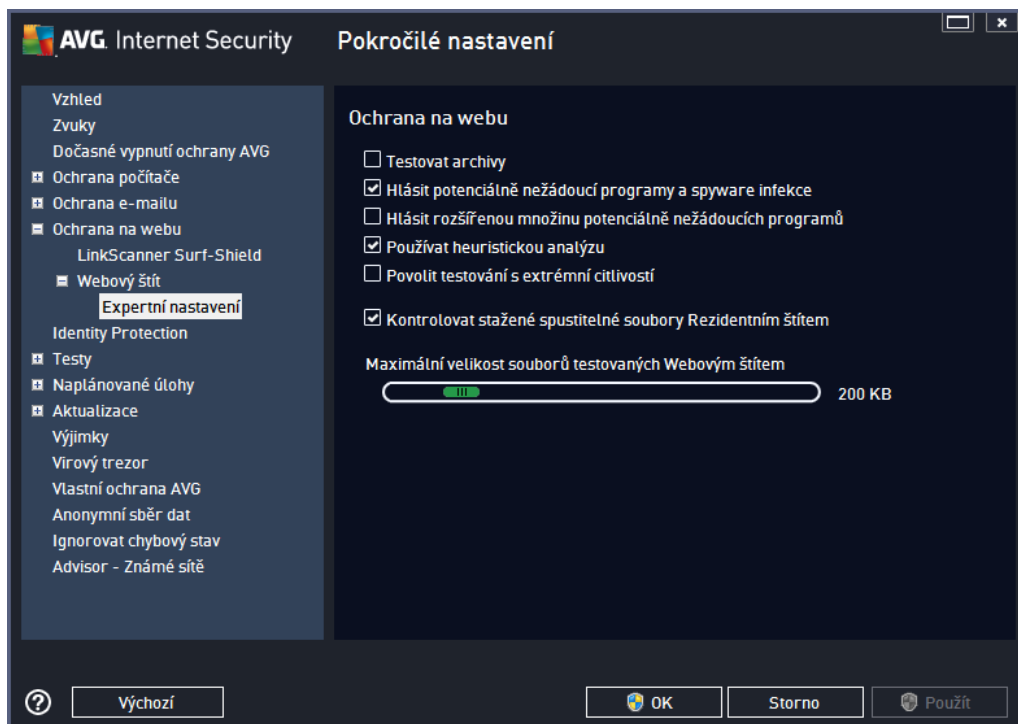 AVG. Internet Security
Pokročilé nastavení
Vzhled
Zvuky
Dočasné vypnutí ochrany AVG
Ochrana počítače
Ochrana e-mailu
Ochrana na webu
LinkScanner Surf-Shield
Webový štít
Expertní nastavení
Identity Protection
Testy
Naplánované úlohy
Aktualizace
Výjimky
Virový trezor
Vlastní ochrana AVG
Anonymní sběr dat
Ignorovat chybový stav
Advisor - Známé sítě
Ochrana na webu
Testovat archivy
Hlásit potenciálně nežádoucí programy a spyware infekce
Hlásit rozšířenou množinu potenciálně nežádoucích programů
Používat heuristickou analýzu
Povolit testování s extrémní citlivostí
Kontrolovat stažené spustitelné soubory Rezidentním štítem
Maximální velikost souborů testovaných Webovým štítem
200 KB
Výchozí
OK
Storno
Použít